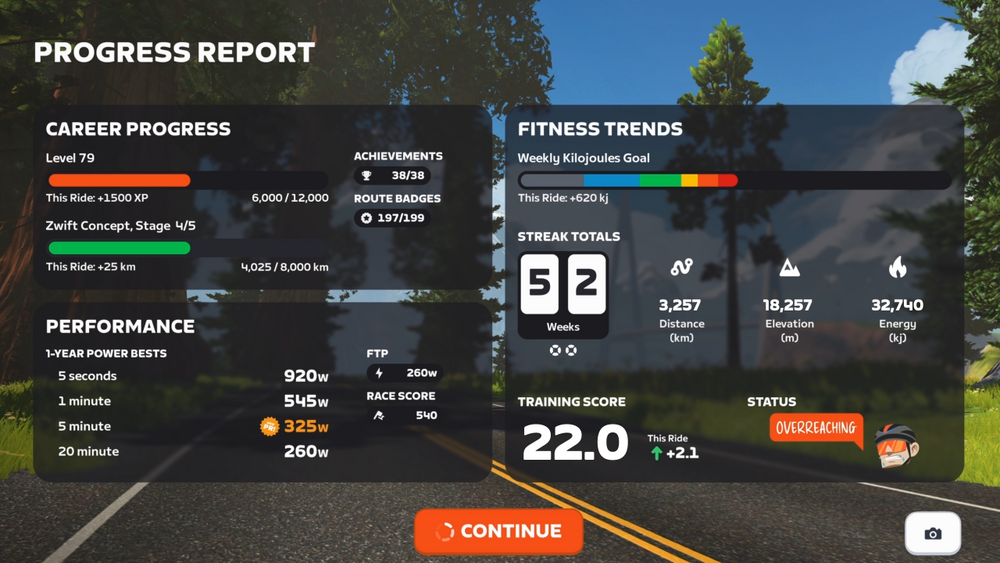 PROGRESS REPORT
CAREER PROGRESS
Level 79
This Ride: +1500 XP
6,000 / 12,000
Zwift Concept, Stage 4/5
This Ride: +25 km
4,025 / 8,000 km
ACHIEVEMENTS
38/38
ROUTE BADGES
197/199
PERFORMANCE
1-YEAR POWER BESTS
5 seconds 920w
1 minute 545w
5 minute PR! 325w
20 minute 260w
FTP
260w
RACE SCORE
540
FITNESS TRENDS
Weekly Kilojoules Goal
This Ride: +620 kj
STREAK TOTALS
52
Weeks
3,257
Distance
(km)
18,257
Elevation
(m)
32,740
Energy
(kj)
TRAINING SCORE
22.0
This Ride
+2.1
STATUS
OVERREACHING
CONTINUE